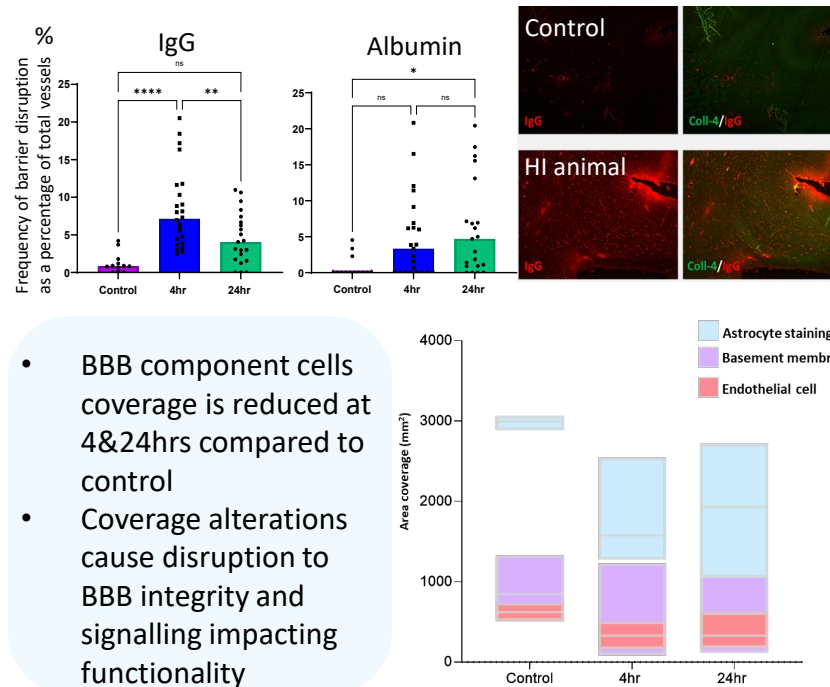 %
IgG
Albumin
Frequency of barrier disruption
as a percentage of total vessels
ns
**** **
25
20
15
10
5
0
Control 4hr 24hr
*
ns ns
25
20
15
10
5
0
Control 4hr 24hr
Control
IgG
Coll-4/IgG
HI animal
IgG
Coll-4/IgG
• BBB component cells
coverage is reduced at
4&24hrs compared to
control
• Coverage alterations
cause disruption to
BBB integrity and
signalling impacting
functionality
Astrocyte staining
Basement membr
Endothelial cell
Area coverage (mm²)
4000
3000
2000
1000
0
Control 4hr 24hr